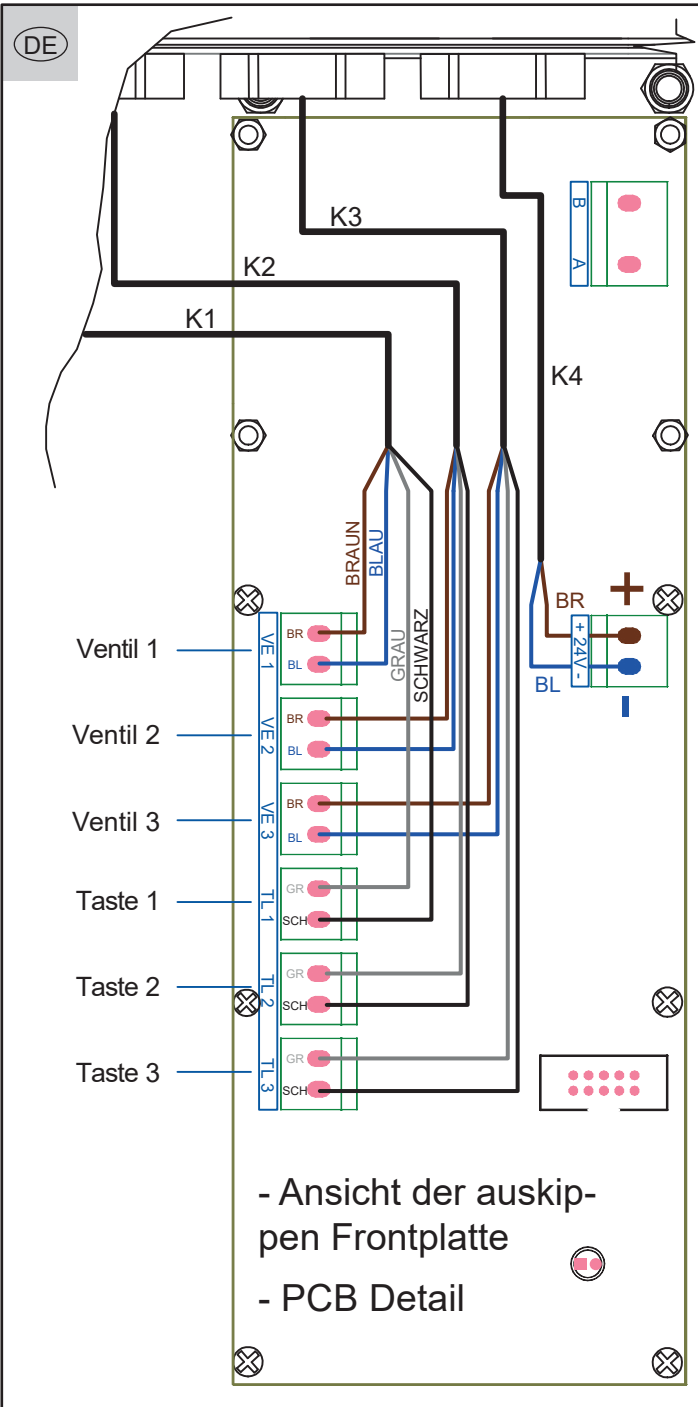 DE
K3
K2
K1
B
A
K4
BRAUN
BLAU
GRAU
SCHWARZ
BR
+
+ 24V -
BL
-
Ventil 1
VE 1
BR
BL
Ventil 2
VE 2
BR
BL
Ventil 3
VE 3
BR
BL
Taste 1
TL 1
GR
SCH
Taste 2
TL 2
GR
SCH
Taste 3
TL 3
GR
SCH
- Ansicht der auskip-
pen Frontplatte
- PCB Detail